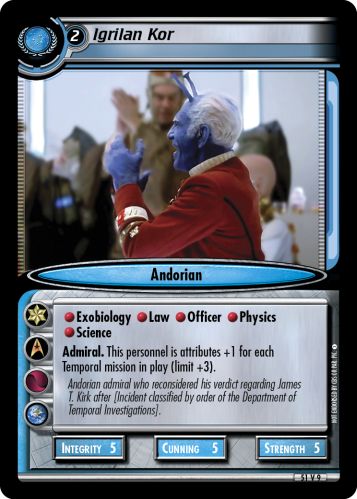 2 Igrilan Kor
Andorian
Exobiology Law Officer Physics
Science
Admiral. This personnel is attributes +1 for each
Temporal mission in play (limit +3).
Andorian admiral who reconsidered his verdict regarding James
T. Kirk after [Incident classified by order of the Department
of Temporal Investigations].
INTEGRITY 5 CUNNING 5 STRENGTH 5
51 V 9